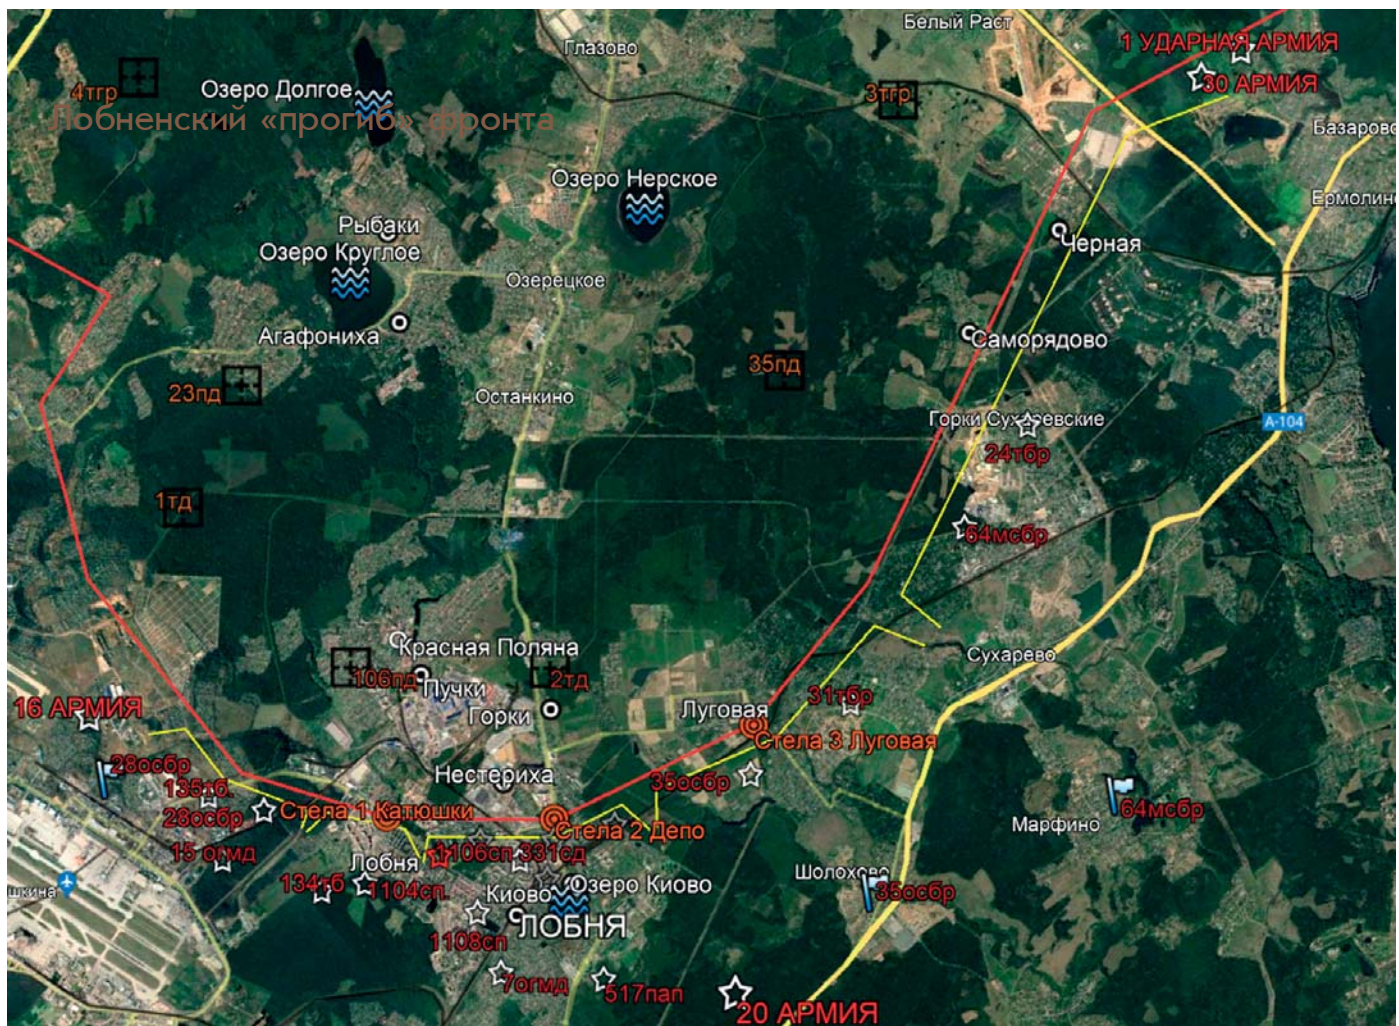 Белый Раст
1 УДАРНАЯ АРМИЯ
Глазово
30 АРМИЯ
4тгр
Озеро Долгое
3тгр
Лобненский «прогиб» фронта
Базарово
Озеро Нерское
Ермолино
Рыбаки
Озеро Круглое
Черная
Озерецкое
Агафониха
Саморядово
23пд
35пд
Останкино
Горки Сухаревские
А-104
24тбр
1тд
64мсбр
Красная Поляна
Сухарево
106пд
2тд
Пучки
31тбр
16 АРМИЯ
Горки
Луговая
Стела 3 Луговая
28осбр
Нестериха
35осбр
135тб.
28осбр
Стела 1 Катюшки
64мсбр
Стела 2 Депо
Марфино
15 огмд
1106сп.
331сд
Лобня
Шолохово
шкина
134тб
1104сп.
Киово
Озеро Киово
35осбр
ЛОБНЯ
1108сп
7огмд
517пап
20 АРМИЯ